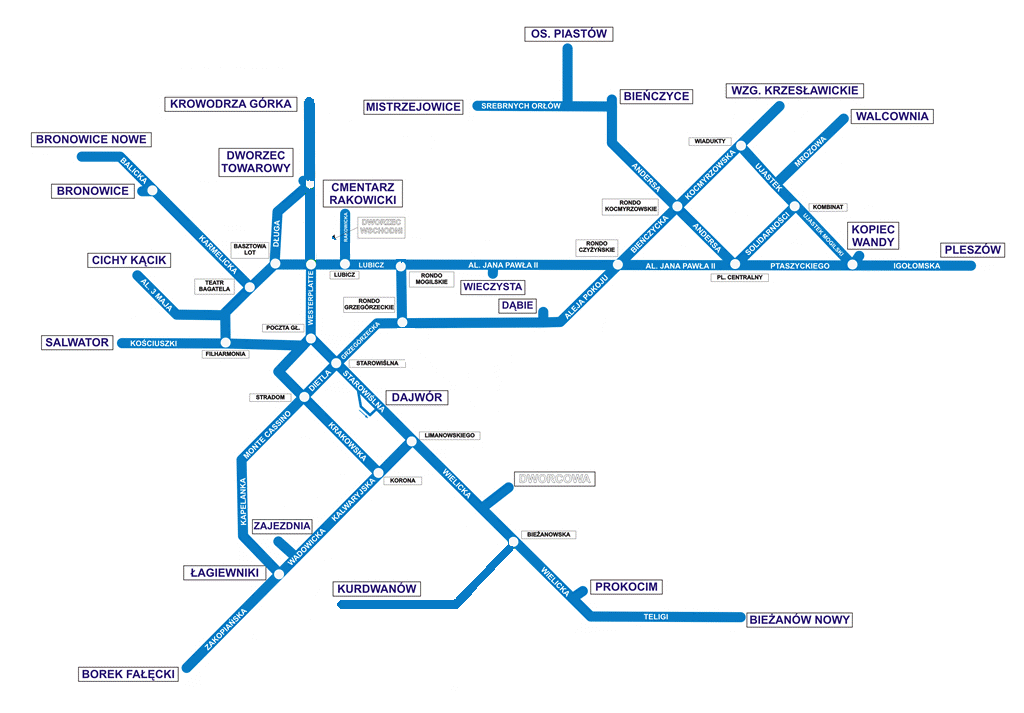 OS. PIASTÓW
WZG. KRZESŁAWICKIE
BIEŃCZYCE
MISTRZEJOWICE
SREBRNYCH ORŁÓW
KROWODRZA GÓRKA
WALCOWNIA
BRONOWICE NOWE
WIADUKTY
MROZOWA
DWORZEC
TOWAROWY
BALICKA
ANDERSA
KOCMYRZOWSKA
UJASTEK
BRONOWICE
CMENTARZ
RAKOWICKI
RONDO
KOCMYRZOWSKIE
KOMBINAT
RAKOWICKA
DWORZEC
WSCHODNI
DŁUGA
KARMELICKA
BASZTOWA
LOT
BIEŃCZYCKA
ANDERSA
SOLIDARNOŚCI
UJASTEK MOGILSKI
KOPIEC
WANDY
RONDO
CZYŻYŃSKIE
PLESZÓW
CICHY KĄCIK
LUBICZ
LUBICZ
AL. JANA PAWŁA II
AL. JANA PAWŁA II
PTASZYCKIEGO
IGOŁOMSKA
PL. CENTRALNY
RONDO
MOGILSKIE
WIECZYSTA
TEATR
BAGATELA
AL. 3 MAJA
WESTERPLATTE
RONDO
GRZEGÓRZECKIE
DĄBIE
ALEJA POKOJU
POCZTA GŁ.
SALWATOR
KOŚCIUSZKI
FILHARMONIA
GRZEGÓRZECKA
STAROWIŚLNA
DIETLA
STAROWIŚLNA
STRADOM
DAJWÓR
MONTE CASSINO
KRAKOWSKA
LIMANOWSKIEGO
KORONA
WIELICKA
DWORCOWA
KAPELANKA
KALWARYJSKA
ZAJEZDNIA
WADOWICKA
BIEŻANOWSKA
ŁAGIEWNIKI
KURDWANÓW
WIELICKA
PROKOCIM
TELIGI
BIEŻANÓW NOWY
ZAKOPIAŃSKA
BOREK FAŁĘCKI